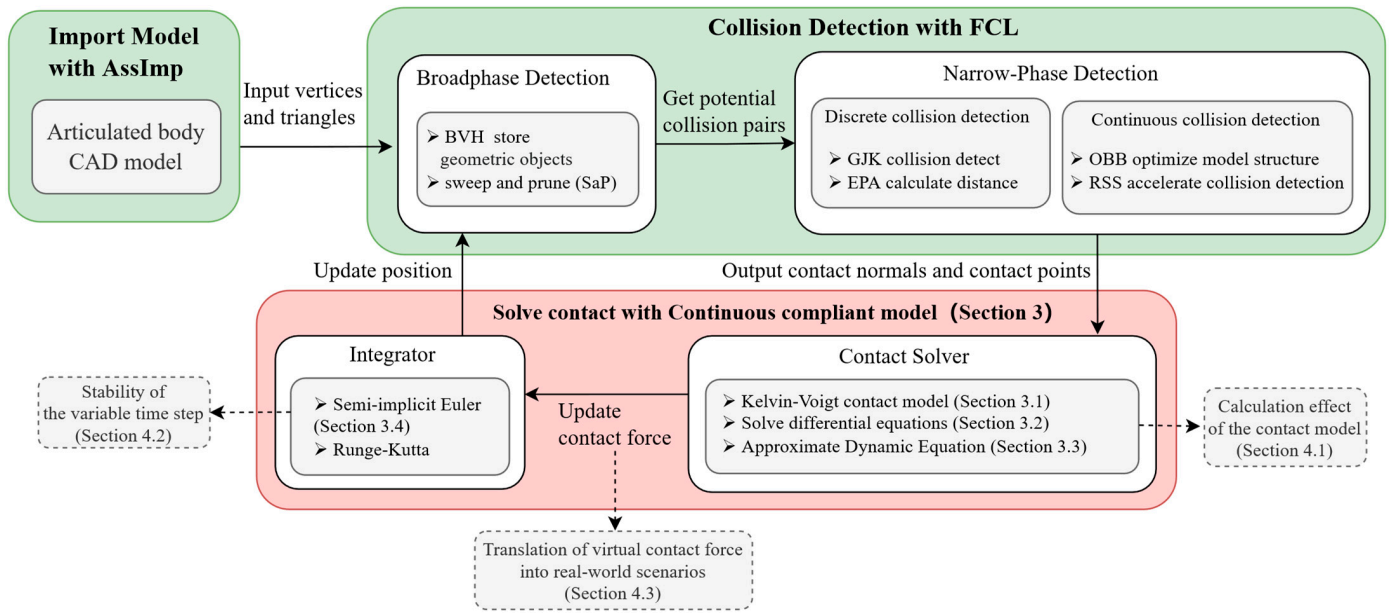 Import Model
with AssImp
Articulated body
CAD model
Input vertices
and triangles
Collision Detection with FCL
Broadphase Detection
➢ BVH store
geometric objects
➢ sweep and prune (SaP)
Get potential
collision pairs
Narrow-Phase Detection
Discrete collision detection
➢ GJK collision detect
➢ EPA calculate distance
Continuous collision detection
➢ OBB optimize model structure
➢ RSS accelerate collision detection
Update position
Output contact normals and contact points
Solve contact with Continuous compliant model（Section 3）
Integrator
➢ Semi-implicit Euler
(Section 3.4)
➢ Runge-Kutta
Update
contact force
Contact Solver
➢ Kelvin-Voigt contact model (Section 3.1)
➢ Solve differential equations (Section 3.2)
➢ Approximate Dynamic Equation (Section 3.3)
Stability of
the variable time step
(Section 4.2)
Calculation effect
of the contact model
(Section 4.1)
Translation of virtual contact force
into real-world scenarios
(Section 4.3)